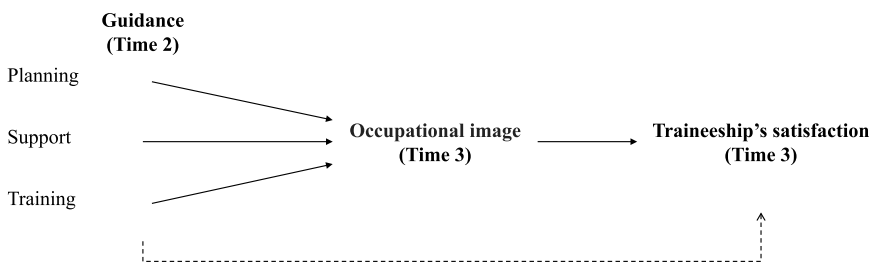 Guidance
(Time 2)
Planning
Support
Training
Occupational image
(Time 3)
Traineeship's satisfaction
(Time 3)